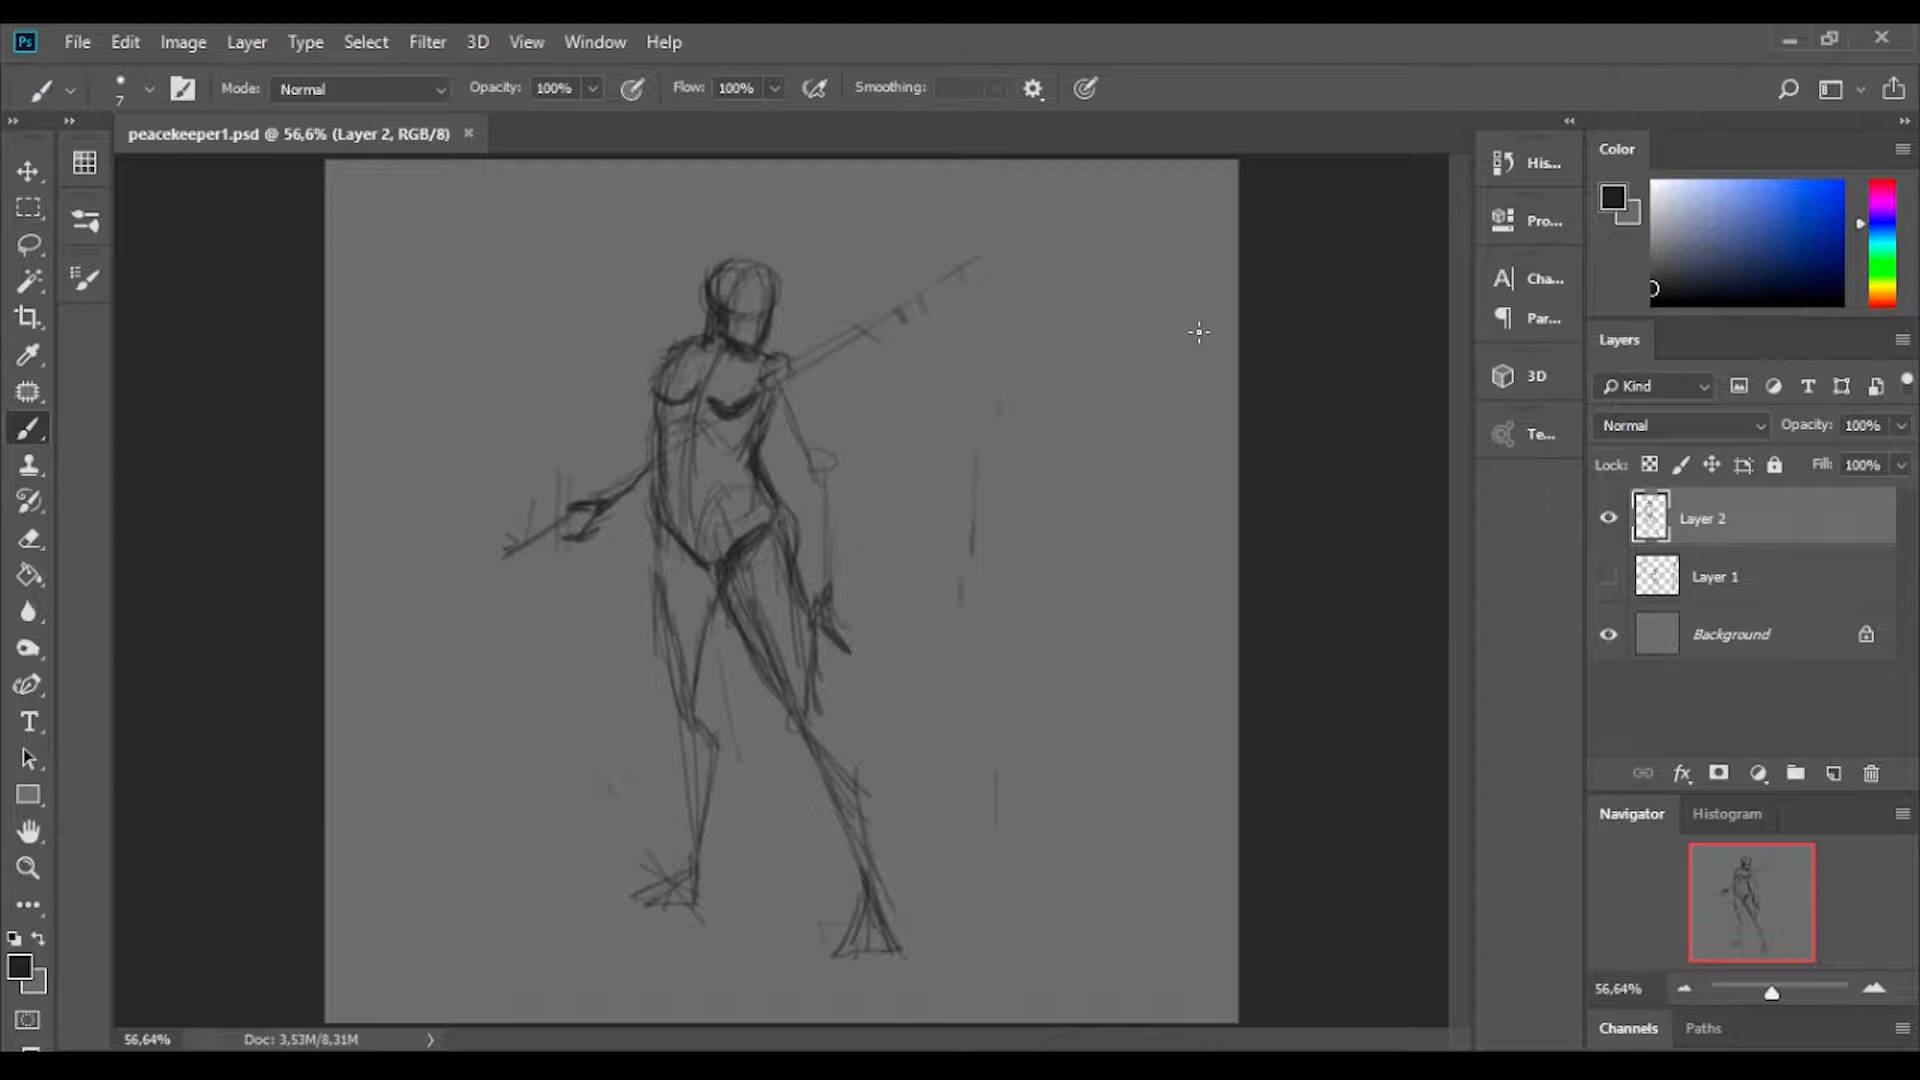 Ps File Edit Image Layer Type Select Filter 3D View Window Help
7 Mode: Normal Opacity: 100% Flow: 100% Smoothing:
peacekeeper1.psd @ 56,6% (Layer 2, RGB/8)
His...
Pro...
Cha...
Par...
3D
Te...
Color
Layers
Kind
Normal Opacity: 100%
Lock: Fill: 100%
Layer 2
Layer 1
Background
fx
Navigator Histogram
56,64%
Channels Paths
56,64% Doc: 3,53M/8,31M